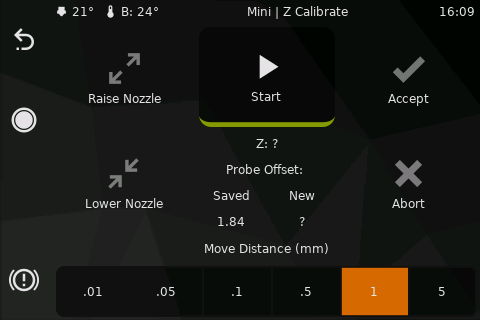 21° B: 24° Mini | Z Calibrate 16:09
Raise Nozzle Start Accept
Z: ?
Probe Offset:
Saved New
Lower Nozzle Abort
1.84 ?
Move Distance (mm)
.01 .05 .1 .5 1 5